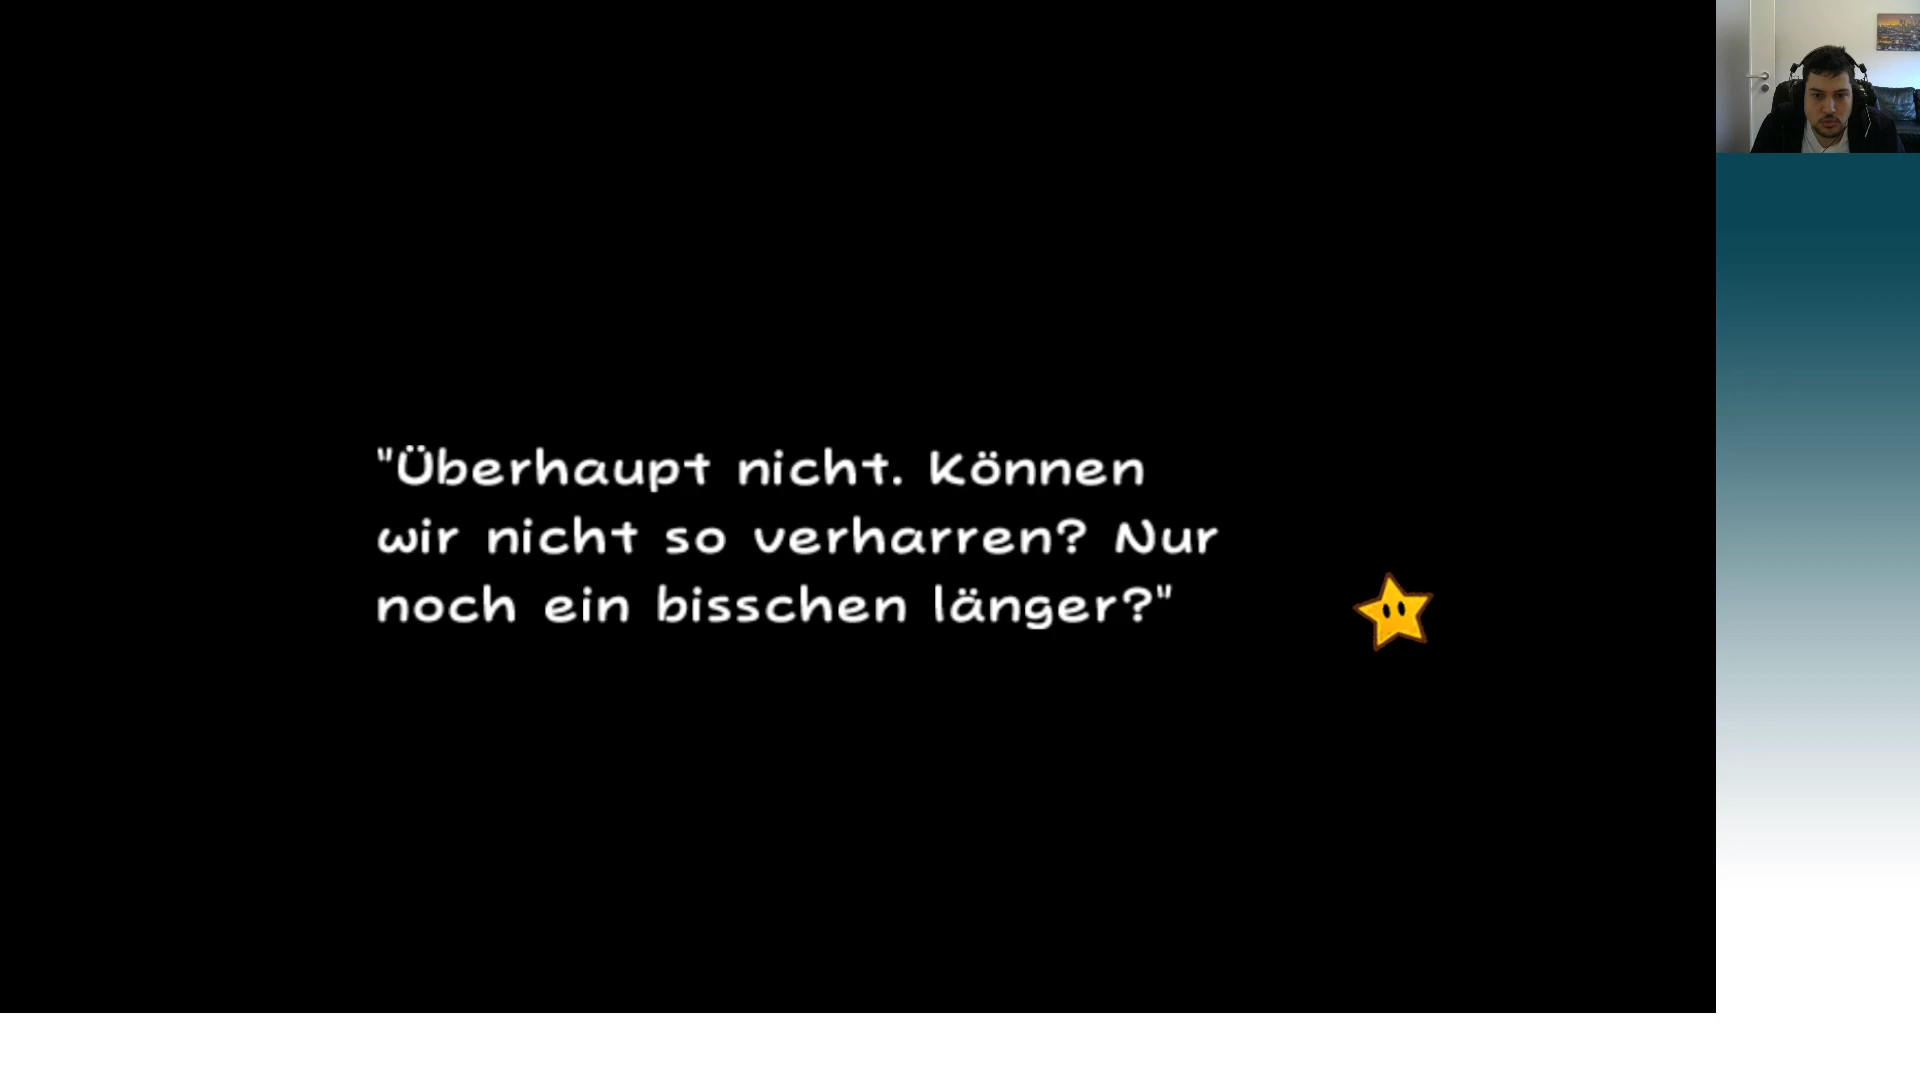 "Überhaupt nicht. Können
wir nicht so verharren? Nur
noch ein bisschen länger?"